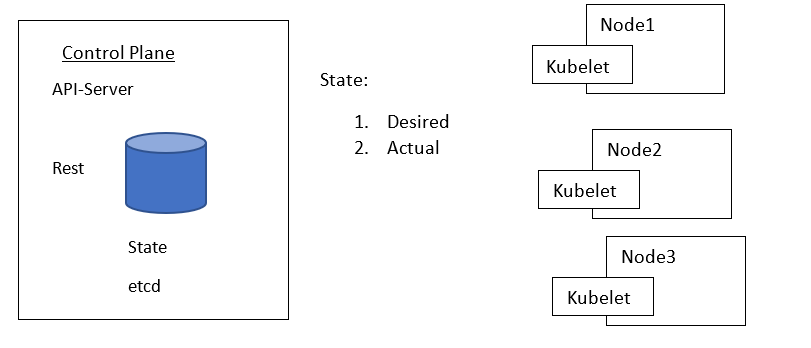 Control Plane
API-Server
Rest
State
etcd
State:
1. Desired
2. Actual
Node1
Kubelet
Node2
Kubelet
Node3
Kubelet